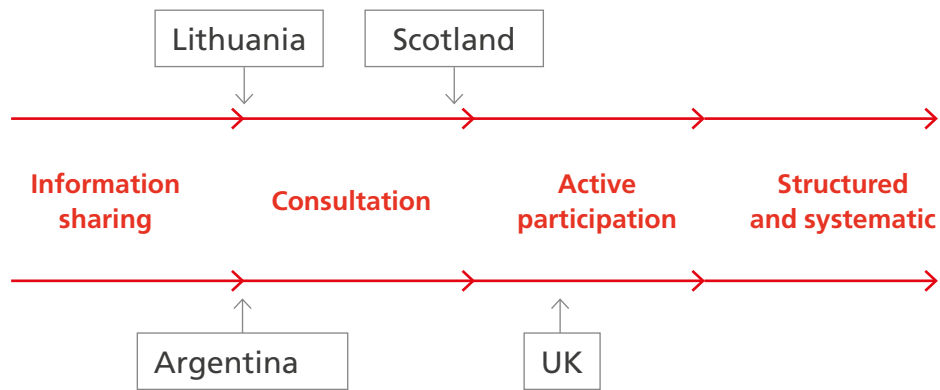 Lithuania
Scotland
Information
sharing
Consultation
Active
participation
Structured
and systematic
Argentina
UK